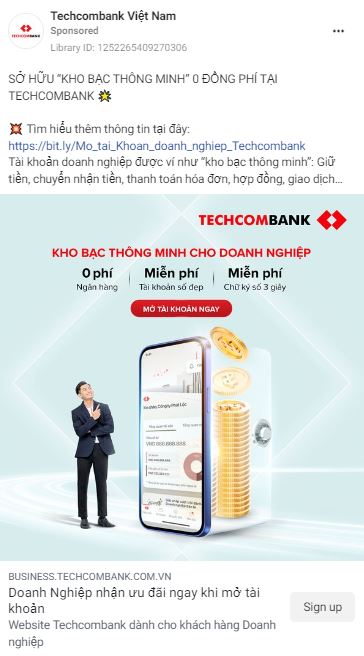 Techcombank Việt Nam
Sponsored
Library ID: 1252265409270306
SỞ HỮU “KHO BẠC THÔNG MINH” 0 ĐỒNG PHÍ TẠI
TECHCOMBANK 💥
💥 Tìm hiểu thêm thông tin tại đây:
https://bit.ly/Mo_tai_Khoan_doanh_nghiep_Techcombank
Tài khoản doanh nghiệp được ví như “kho bạc thông minh”: Giữ
tiền, chuyển nhận tiền, thanh toán hóa đơn, hợp đồng, giao dịch...
TECHCOMBANK
KHO BẠC THÔNG MINH CHO DOANH NGHIỆP
0 phí
Ngân hàng
Miễn phí
Tài khoản số đẹp
Miễn phí
Chữ ký số 3 giây
MỞ TÀI KHOẢN NGAY
VND 888.888.888
BUSINESS.TECHCOMBANK.COM.VN
Doanh Nghiệp nhận ưu đãi ngay khi mở tài
khoản
Website Techcombank dành cho khách hàng Doanh
nghiệp
Sign up